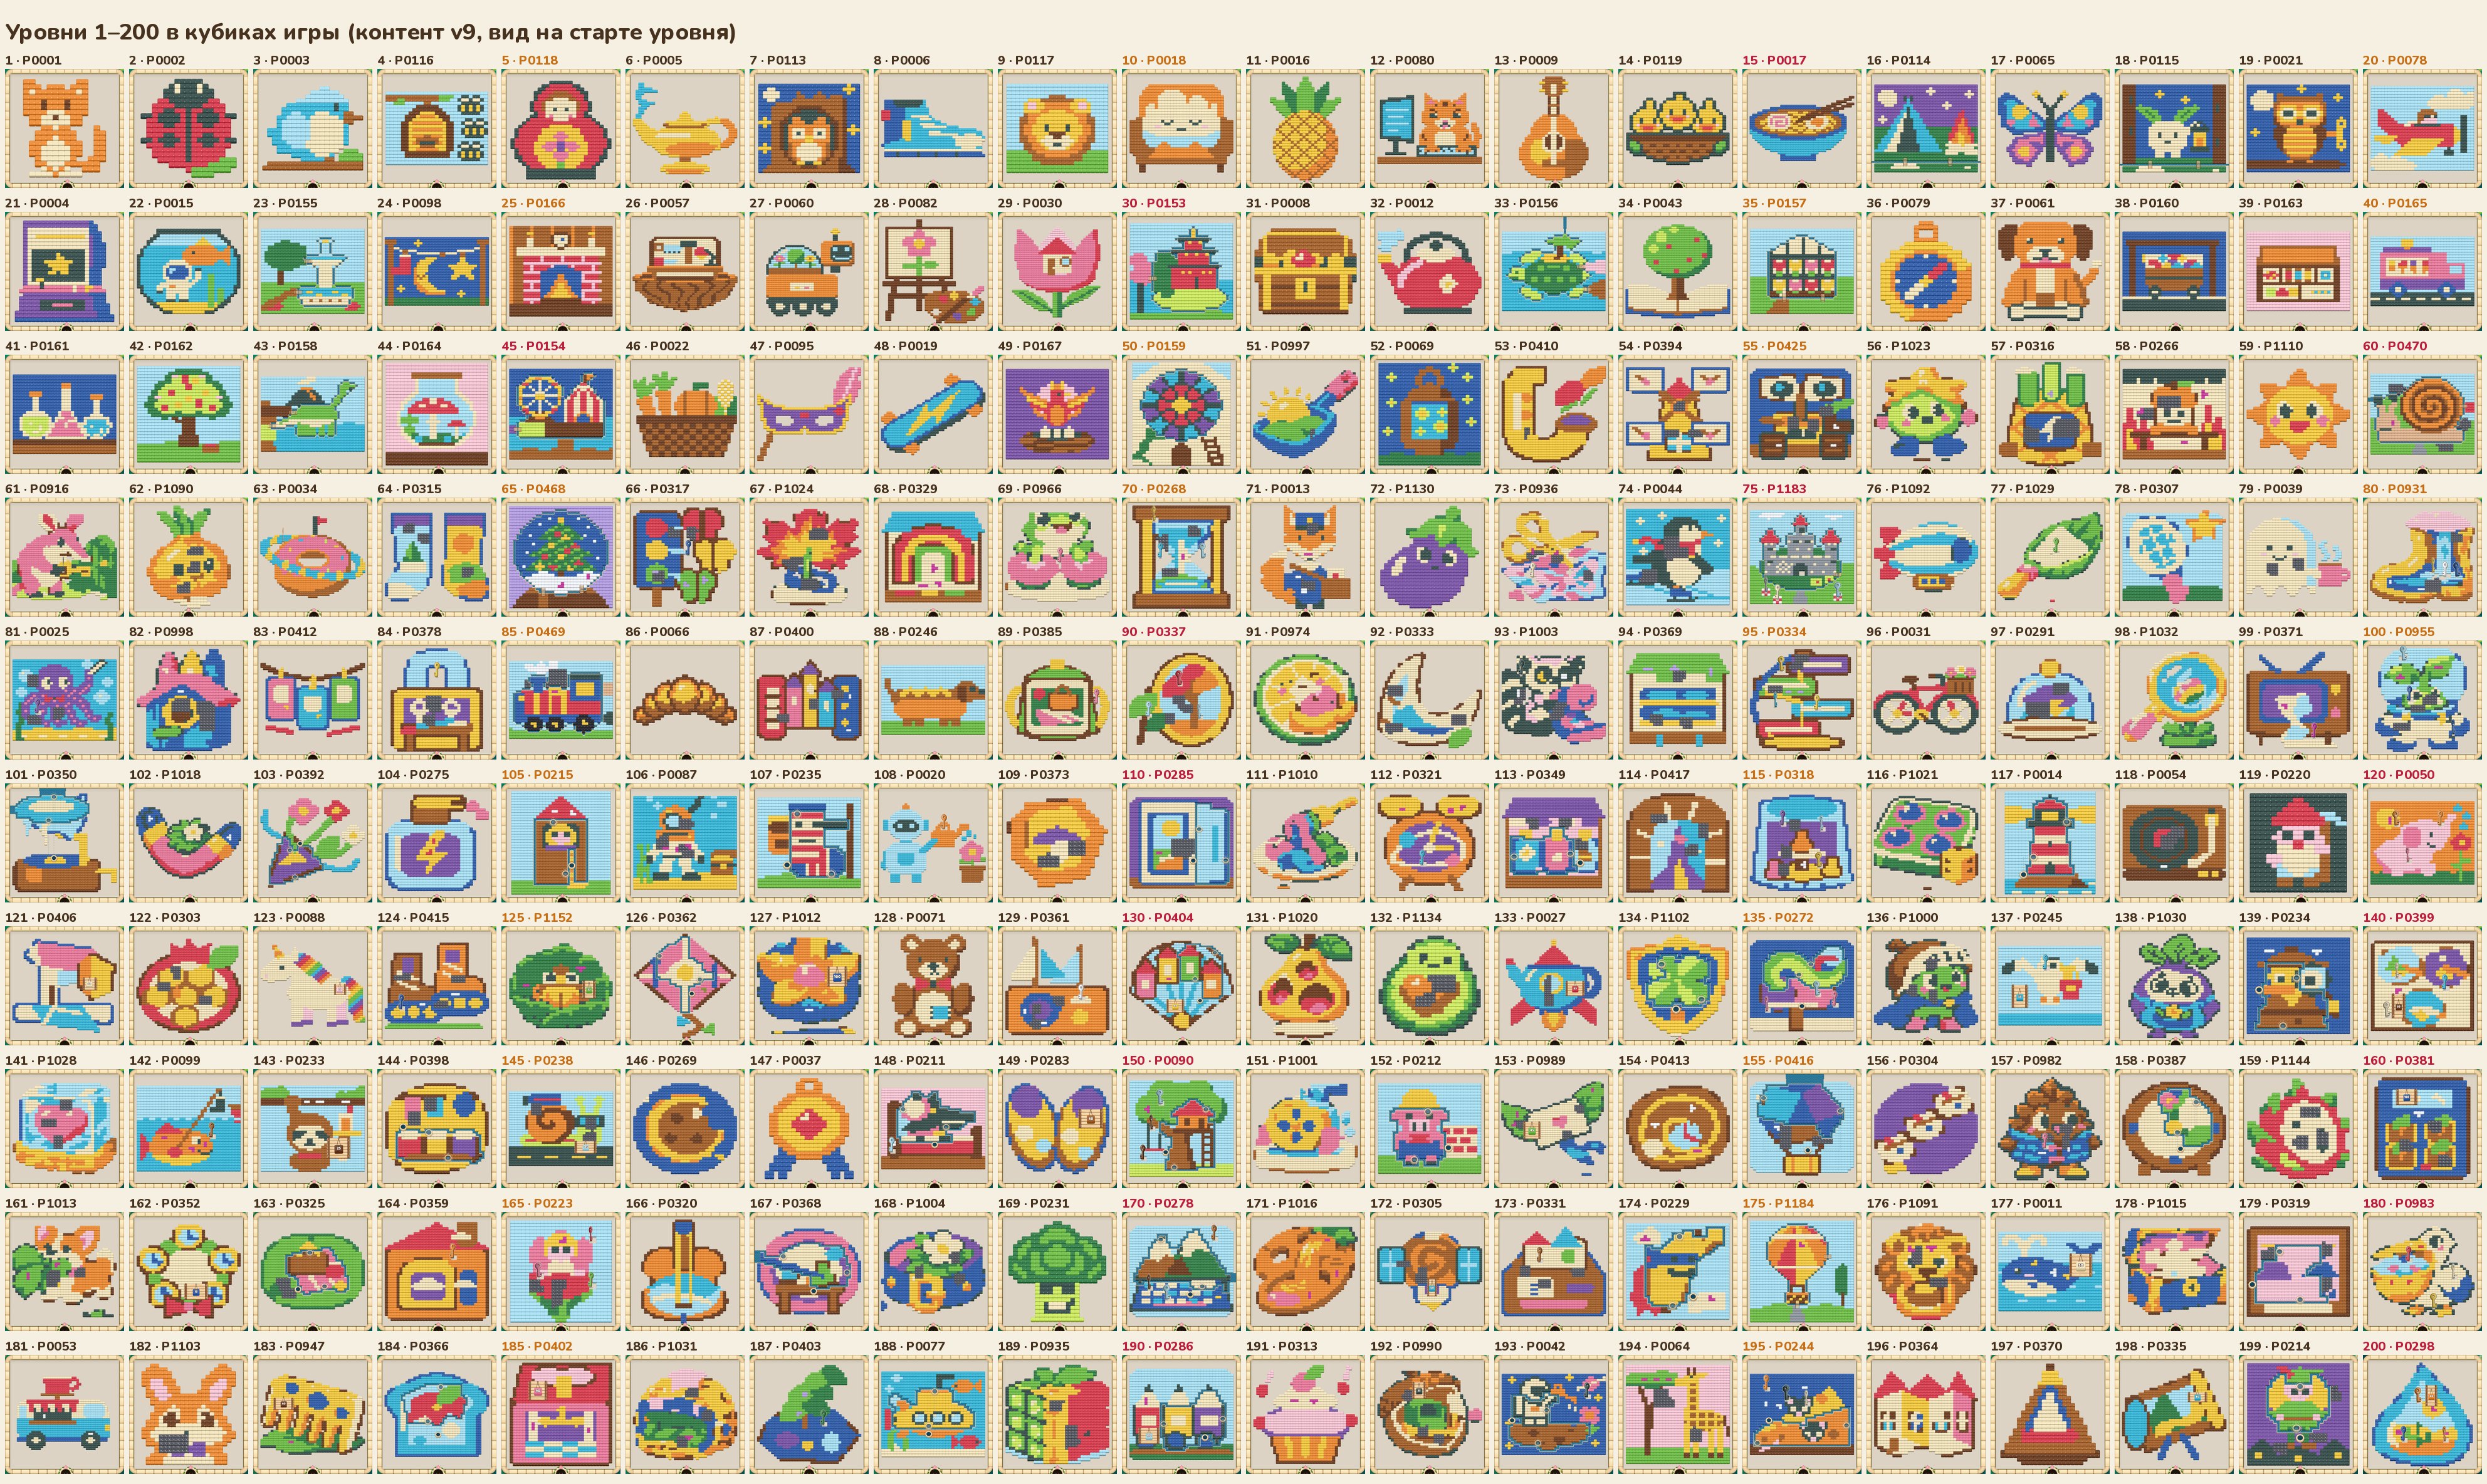 Уровни 1–200 в кубиках игры (контент v9, вид на старте уровня)
1 · P0001 2 · P0002 3 · P0003 4 · P0116 5 · P0118 6 · P0005 7 · P0113 8 · P0006 9 · P0117 10 · P0018 11 · P0016 12 · P0080 13 · P0009 14 · P0119 15 · P0017 16 · P0114 17 · P0065 18 · P0115 19 · P0021 20 · P0078
21 · P0004 22 · P0015 23 · P0155 24 · P0098 25 · P0166 26 · P0057 27 · P0060 28 · P0082 29 · P0030 30 · P0153 31 · P0008 32 · P0012 33 · P0156 34 · P0043 35 · P0157 36 · P0079 37 · P0061 38 · P0160 39 · P0163 40 · P0165
41 · P0161 42 · P0162 43 · P0158 44 · P0164 45 · P0154 46 · P0022 47 · P0095 48 · P0019 49 · P0167 50 · P0159 51 · P0997 52 · P0069 53 · P0410 54 · P0394 55 · P0425 56 · P1023 57 · P0316 58 · P0266 59 · P1110 60 · P0470
61 · P0916 62 · P1090 63 · P0034 64 · P0315 65 · P0468 66 · P0317 67 · P1024 68 · P0329 69 · P0966 70 · P0268 71 · P0013 72 · P1130 73 · P0936 74 · P0044 75 · P1183 76 · P1092 77 · P1029 78 · P0307 79 · P0039 80 · P0931
81 · P0025 82 · P0998 83 · P0412 84 · P0378 85 · P0469 86 · P0066 87 · P0400 88 · P0246 89 · P0385 90 · P0337 91 · P0974 92 · P0333 93 · P1003 94 · P0369 95 · P0334 96 · P0031 97 · P0291 98 · P1032 99 · P0371 100 · P0955
101 · P0350 102 · P1018 103 · P0392 104 · P0275 105 · P0215 106 · P0087 107 · P0235 108 · P0020 109 · P0373 110 · P0285 111 · P1010 112 · P0321 113 · P0349 114 · P0417 115 · P0318 116 · P1021 117 · P0014 118 · P0054 119 · P0220 120 · P0050
121 · P0406 122 · P0303 123 · P0088 124 · P0415 125 · P1152 126 · P0362 127 · P1012 128 · P0071 129 · P0361 130 · P0404 131 · P1020 132 · P1134 133 · P0027 134 · P1102 135 · P0272 136 · P1000 137 · P0245 138 · P1030 139 · P0234 140 · P0399
141 · P1028 142 · P0099 143 · P0233 144 · P0398 145 · P0238 146 · P0269 147 · P0037 148 · P0211 149 · P0283 150 · P0090 151 · P1001 152 · P0212 153 · P0989 154 · P0413 155 · P0416 156 · P0304 157 · P0982 158 · P0387 159 · P1144 160 · P0381
161 · P1013 162 · P0352 163 · P0325 164 · P0359 165 · P0223 166 · P0320 167 · P0368 168 · P1004 169 · P0231 170 · P0278 171 · P1016 172 · P0305 173 · P0331 174 · P0229 175 · P1184 176 · P1091 177 · P0011 178 · P1015 179 · P0319 180 · P0983
181 · P0053 182 · P1103 183 · P0947 184 · P0366 185 · P0402 186 · P1031 187 · P0403 188 · P0077 189 · P0935 190 · P0286 191 · P0313 192 · P0990 193 · P0042 194 · P0064 195 · P0244 196 · P0364 197 · P0370 198 · P0335 199 · P0214 200 · P0298